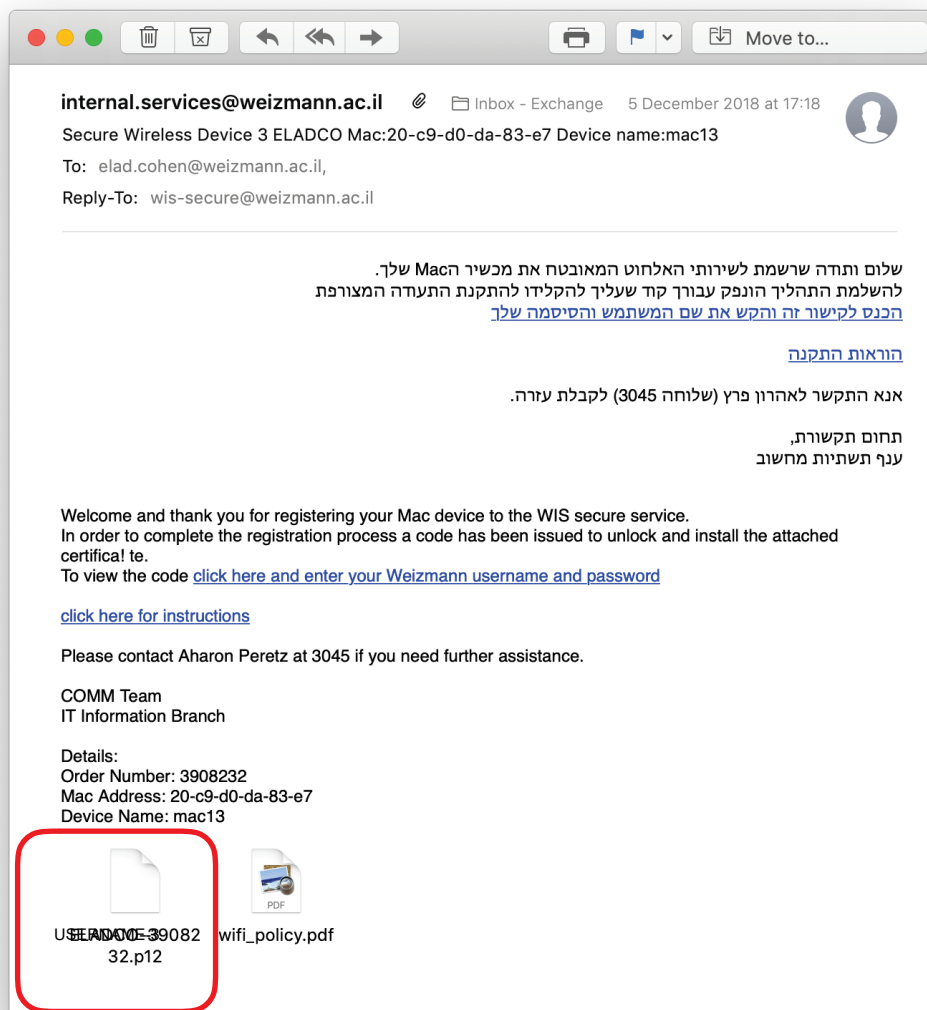 Move to...
internal.services@weizmann.ac.il Inbox - Exchange 5 December 2018 at 17:18
Secure Wireless Device 3 ELADCO Mac:20-c9-d0-da-83-e7 Device name:mac13
To: elad.cohen@weizmann.ac.il,
Reply-To: wis-secure@weizmann.ac.il
שלום ותודה שרשמת לשירותי האלחוט המאובטח את מכשיר הMac שלך.
להשלמת התהליך הונפק עבורך קוד שעליך להקלידו להתקנת התעודה המצורפת
הכנס לקישור זה והקש את שם המשתמש והסיסמה שלך
הוראות התקנה
אנא התקשר לאהרון פרץ (שלוחה 3045) לקבלת עזרה.
תחום תקשורת,
ענף תשתיות מחשוב
Welcome and thank you for registering your Mac device to the WIS secure service.
In order to complete the registration process a code has been issued to unlock and install the attached
certifica! te.
To view the code click here and enter your Weizmann username and password
click here for instructions
Please contact Aharon Peretz at 3045 if you need further assistance.
COMM Team
IT Information Branch
Details:
Order Number: 3908232
Mac Address: 20-c9-d0-da-83-e7
Device Name: mac13
PDF
ELADCO-39082 wifi_policy.pdf
32.p12